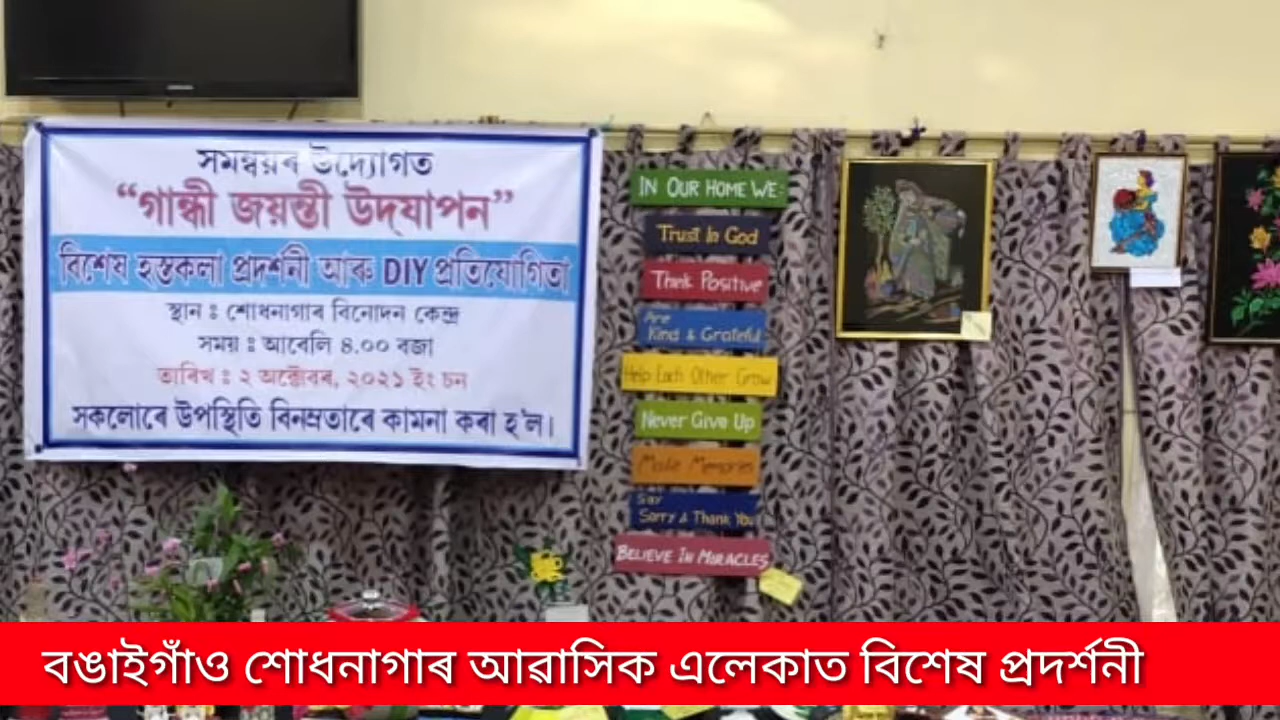 সমন্বয়ৰ উদ্যোগত
“গান্ধী জয়ন্তী উদযাপন”
বিশেষ হস্তকলা প্ৰদৰ্শনী আৰু DIY প্ৰতিযোগিতা
স্থান ঃ শোধনাগাৰ বিনোদন কেন্দ্ৰ
সময় ঃ আবেলি ৪.০০ বজা
তাৰিখ ঃ ২ অক্টোবৰ, ২০২১ ইং চন
সকলোৰে উপস্থিতি বিনম্ৰতাৰে কামনা কৰা হ'ল।
IN OUR HOME WE:
Trust In God
Think Positive
Are
Kind & Grateful
Help Each Other Grow
Never Give Up
Make Memories
Say
Sorry & Thank You
BELIEVE IN MIRACLES
বঙাইগাঁও শোধনাগাৰ আৱাসিক এলেকাত বিশেষ প্ৰদৰ্শনী